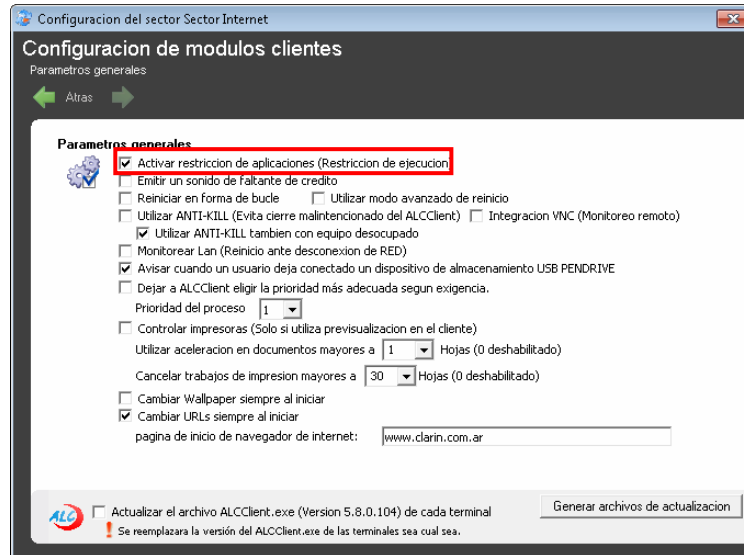 Configuracion del sector Sector Internet
Configuracion de modulos clientes
Parametros generales
Atras
Parametros generales
Activar restriccion de aplicaciones (Restriccion de ejecucion)
Emitir un sonido de faltante de credito
Reiniciar en forma de bucle Utilizar modo avanzado de reinicio
Utilizar ANTI-KILL (Evita cierre malintencionado del ALCClient) Integracion VNC (Monitoreo remoto)
Utilizar ANTI-KILL tambien con equipo desocupado
Monitorear Lan (Reinicio ante desconexion de RED)
Avisar cuando un usuario deja conectado un dispositivo de almacenamiento USB PENDRIVE
Dejar a ALCClient eligir la prioridad más adecuada segun exigencia.
Prioridad del proceso 1
Controlar impresoras (Solo si utiliza previsualizacion en el cliente)
Utilizar aceleracion en documentos mayores a 1 Hojas (0 deshabilitado)
Cancelar trabajos de impresion mayores a 30 Hojas (0 deshabilitado)
Cambiar Wallpaper siempre al iniciar
Cambiar URLs siempre al iniciar
pagina de inicio de navegador de internet: www.clarin.com.ar
ALC Actualizar el archivo ALCClient.exe (Version 5.8.0.104) de cada terminal Generar archivos de actualizacion
Se reemplazara la versión del ALCClient.exe de las terminales sea cual sea.